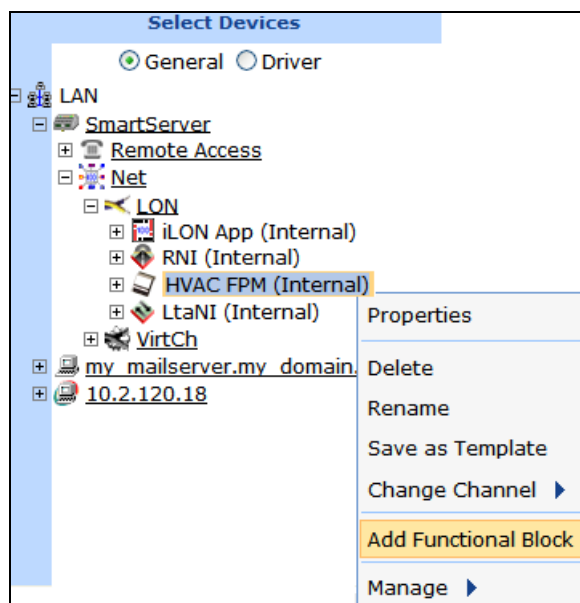 Select Devices
General Driver
LAN
SmartServer
Remote Access
Net
LON
iLON App (Internal)
RNI (Internal)
HVAC FPM (Internal)
LtaNI (Internal)
VirtCh
my_mailserver.my_domain.
10.2.120.18
Properties
Delete
Rename
Save as Template
Change Channel
Add Functional Block
Manage